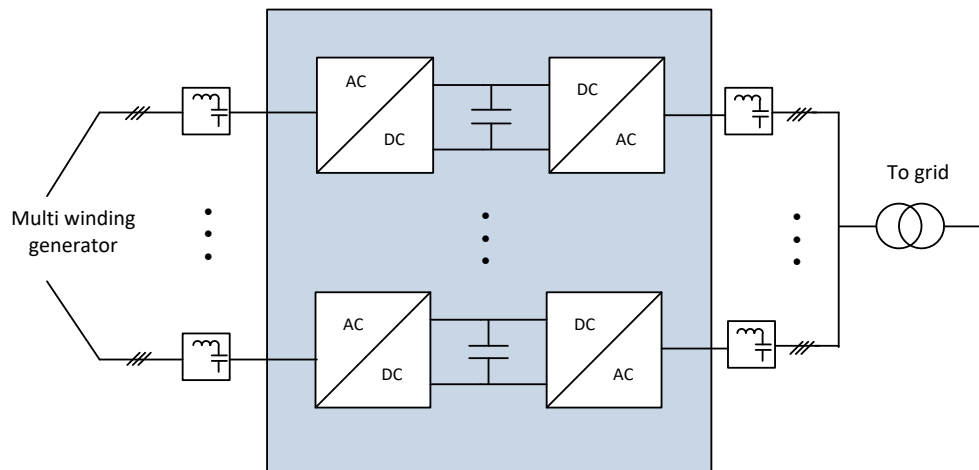 AC
DC
DC
AC
To grid
Multi winding
generator
AC
DC
DC
AC